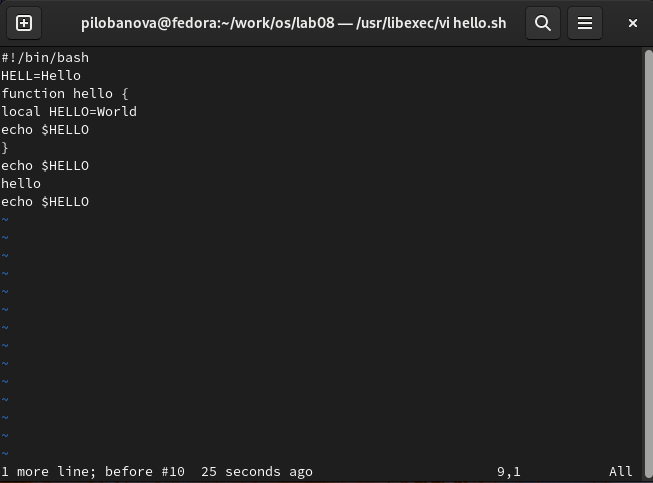 pilobanova@fedora:~/work/os/lab08 — /usr/libexec/vi hello.sh
#!/bin/bash
HELL=Hello
function hello {
local HELLO=World
echo $HELLO
}
echo $HELLO
hello
echo $HELLO
~
~
~
~
~
~
~
~
~
~
~
~
~
~
1 more line; before #10  25 seconds ago 9,1 All